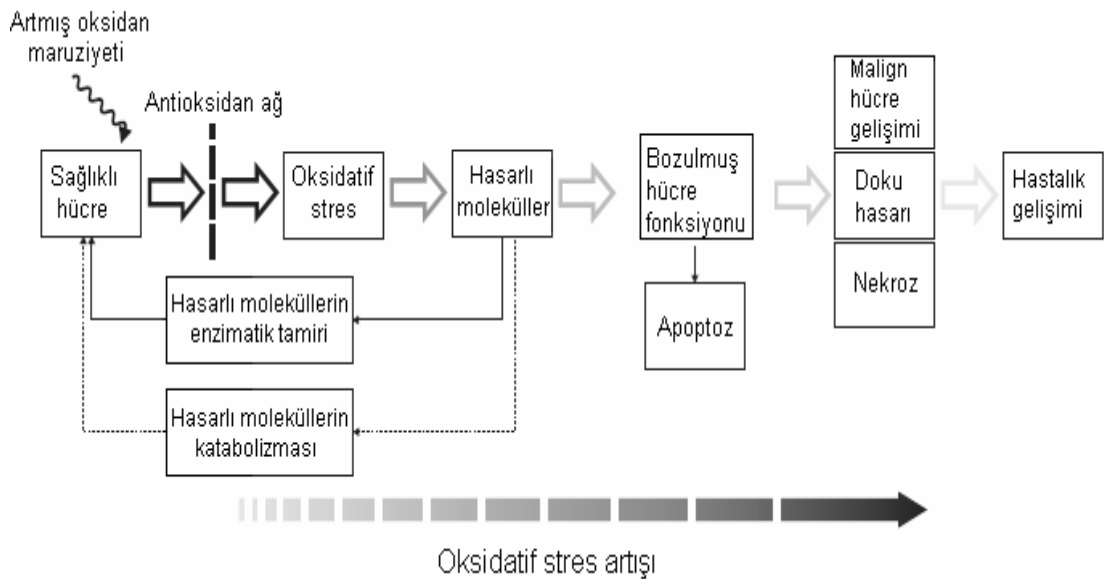 Artmış oksidan
maruziyeti
Antioksidan ağ
Sağlıklı
hücre
Oksidatif
stres
Hasarlı
moleküller
Bozulmuş
hücre
fonksiyonu
Apoptoz
Malign
hücre
gelişimi
Doku
hasarı
Nekroz
Hastalık
gelişimi
Hasarlı moleküllerin
enzimatik tamiri
Hasarlı moleküllerin
katabolizması
Oksidatif stres artışı